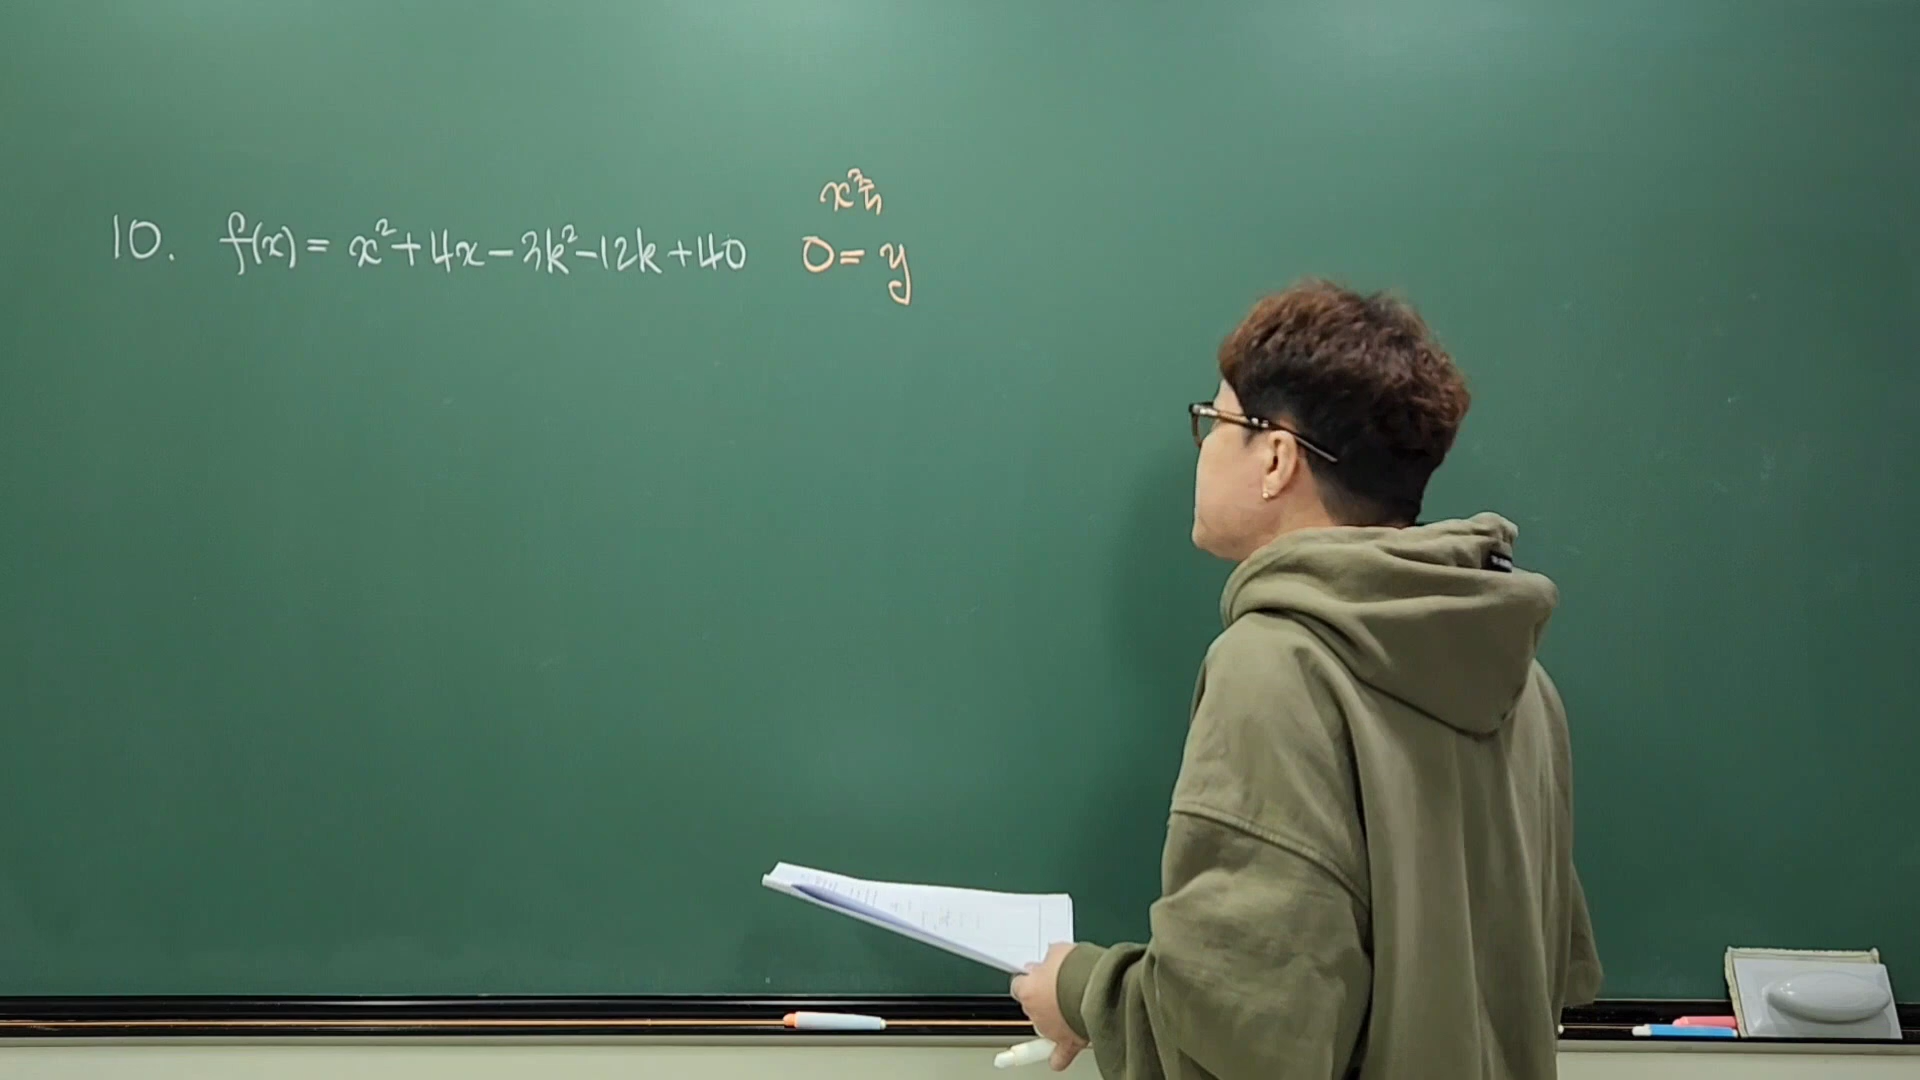 x축
10. f(x) = x²+4x-3k²-12k+40 0=y